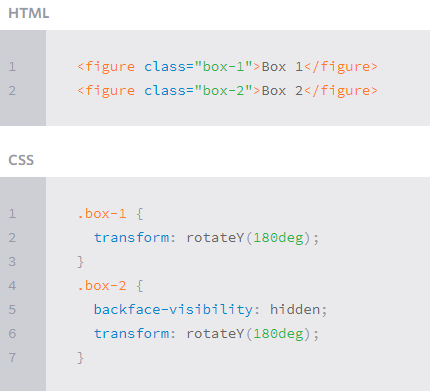 HTML
1 <figure class="box-1">Box 1</figure>
2 <figure class="box-2">Box 2</figure>
CSS
1 .box-1 {
2   transform: rotateY(180deg);
3 }
4 .box-2 {
5   backface-visibility: hidden;
6   transform: rotateY(180deg);
7 }